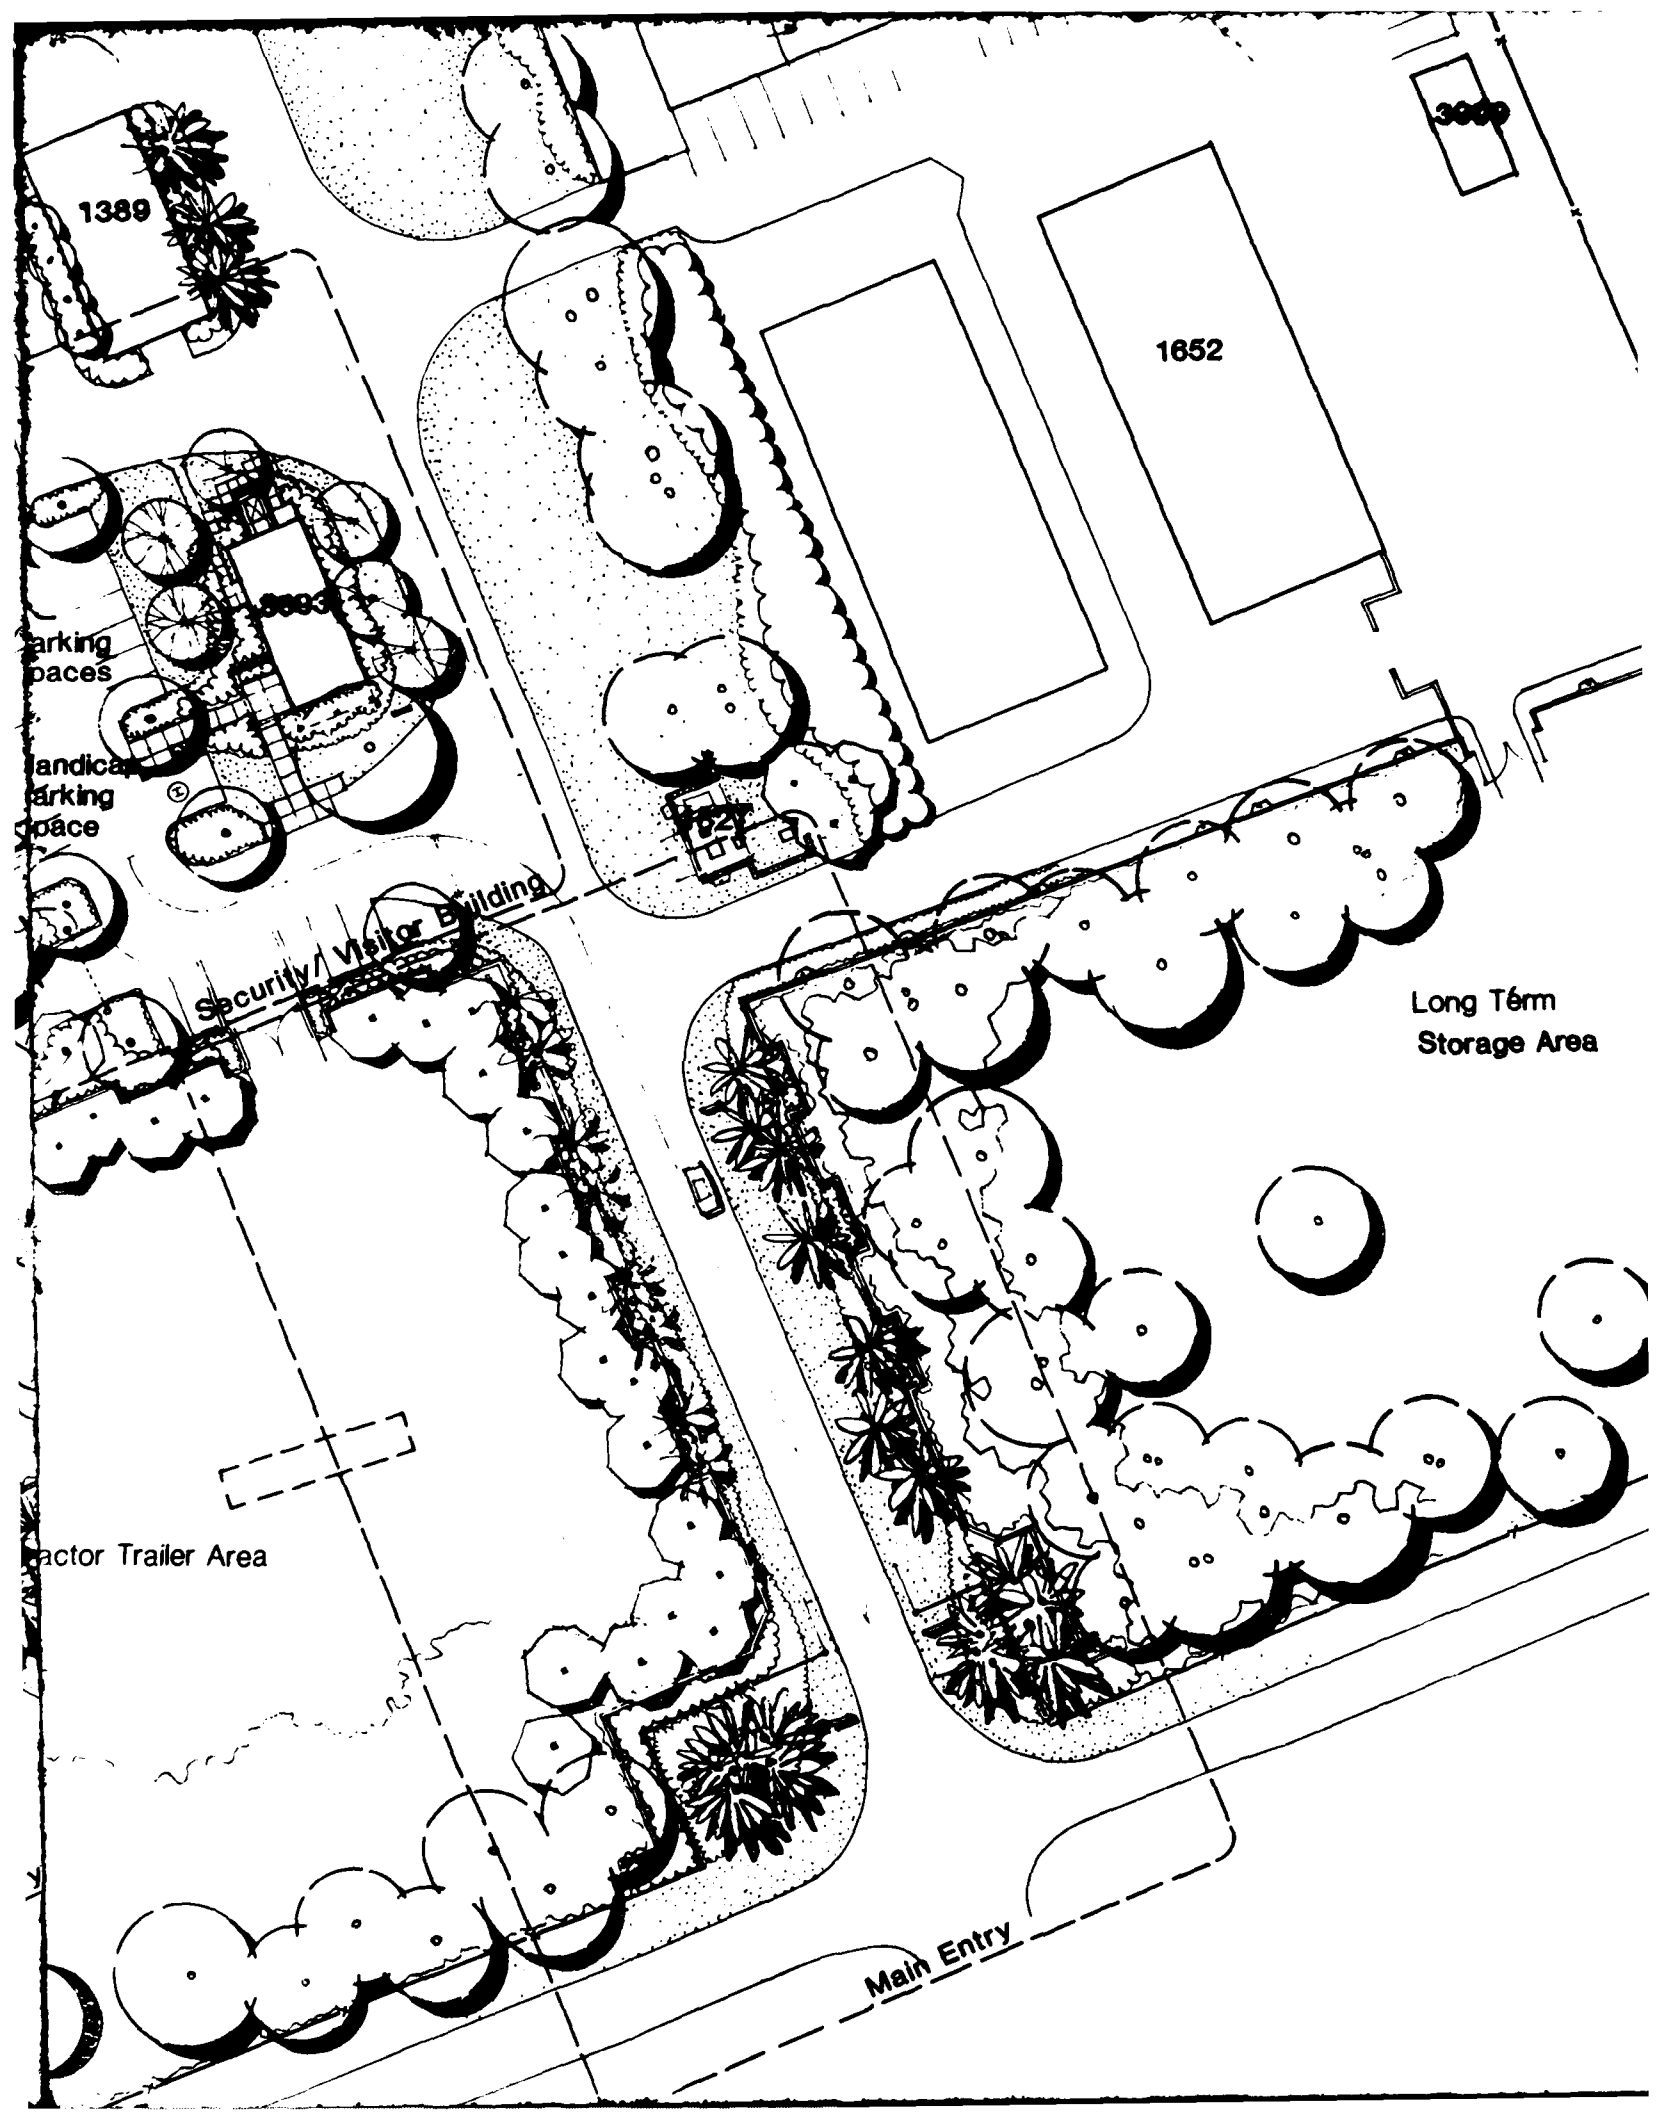 1389
1652
arking
paces
andica
arking
pace
Security/ Visitor Building
Long Term
Storage Area
actor Trailer Area
Main Entry